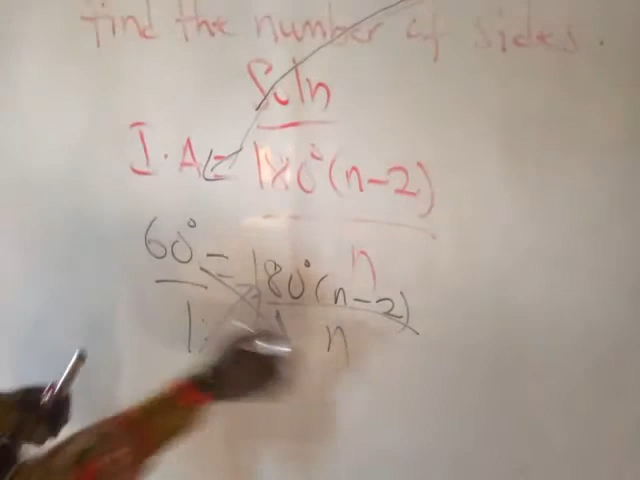 find the number of sides.
Soln
I.A = 180°(n-2)
n
60° = 180°(n-2)
1 n